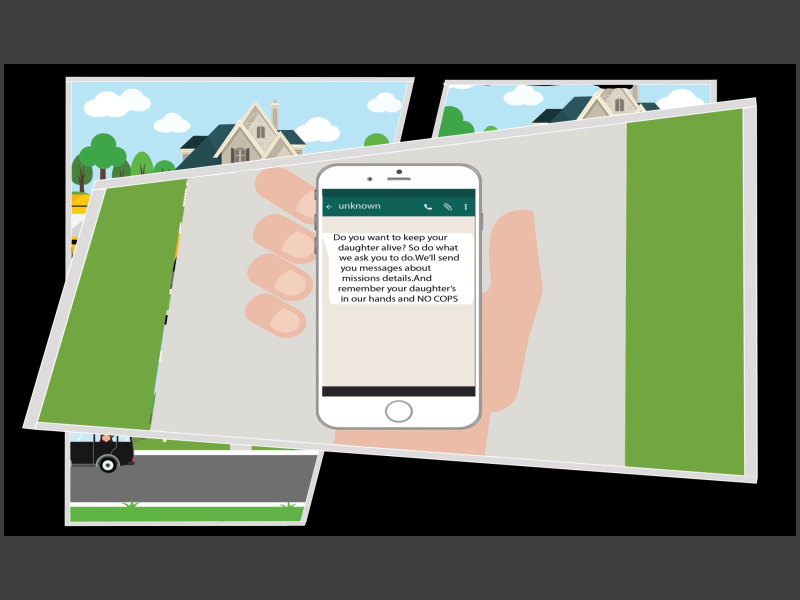 unknown
Do you want to keep your
daughter alive? So do what
we ask you to do.We'll send
you messages about
missions details.And
remember your daughter's
in our hands and NO COPS